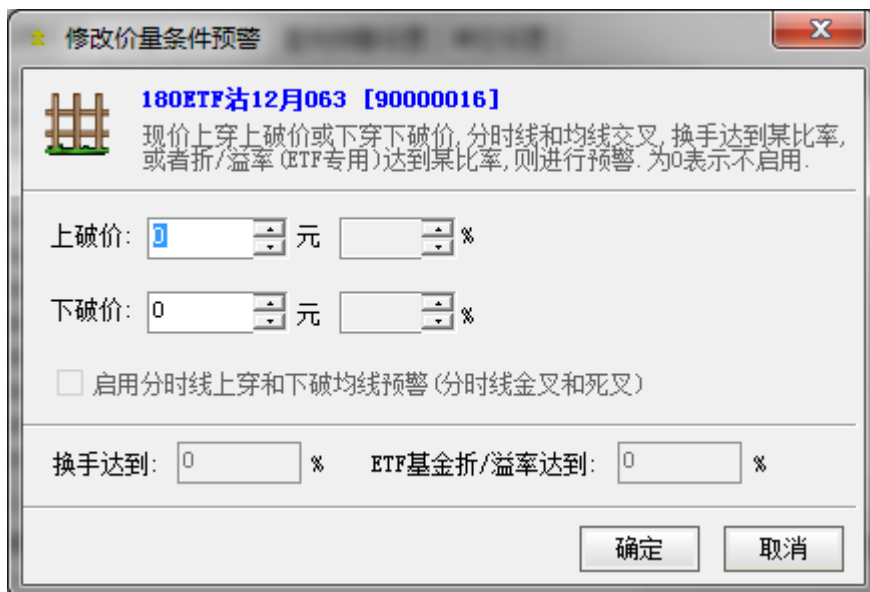 修改价量条件预警
180ETF沽12月063 [90000016]
现价上穿上破价或下穿下破价,分时线和均线交叉,换手达到某比率,
或者折/溢率(ETF专用)达到某比率,则进行预警.为0表示不启用.
上破价: 0 元 %
下破价: 0 元 %
启用分时线上穿和下破均线预警(分时线金叉和死叉)
换手达到: 0 % ETF基金折/溢率达到: 0 %
确定 取消